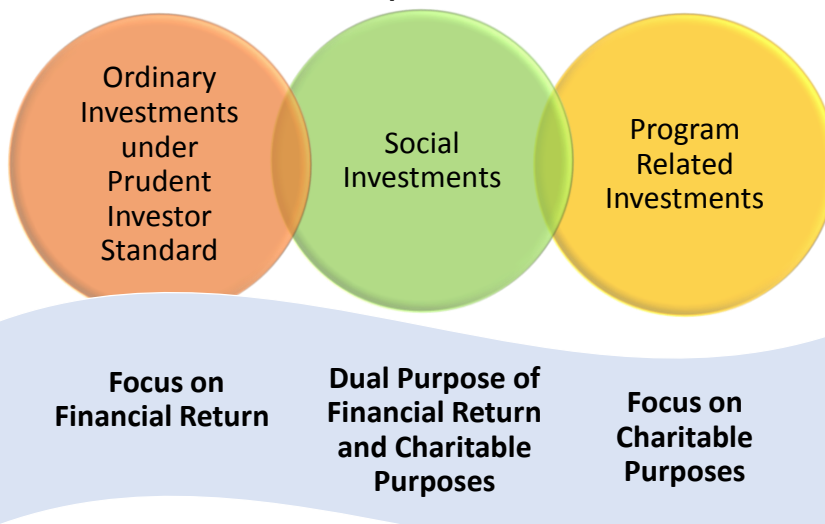 Ordinary
Investments
under
Prudent
Investor
Standard
Social
Investments
Program
Related
Investments
Focus on
Financial Return
Dual Purpose of
Financial Return
and Charitable
Purposes
Focus on
Charitable
Purposes